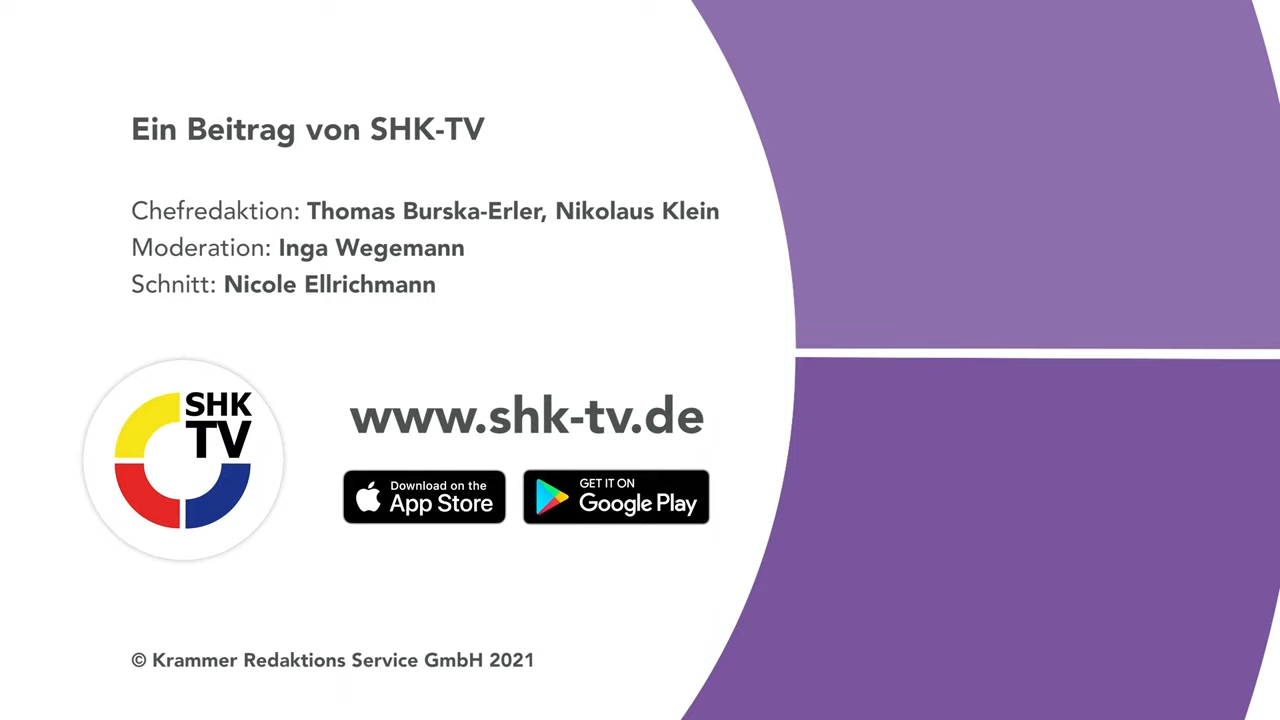 Ein Beitrag von SHK-TV
Chefredaktion: Thomas Burska-Erler, Nikolaus Klein
Moderation: Inga Wegemann
Schnitt: Nicole Ellrichmann
SHK
TV
www.shk-tv.de
Download on the
App Store
GET IT ON
Google Play
© Krammer Redaktions Service GmbH 2021